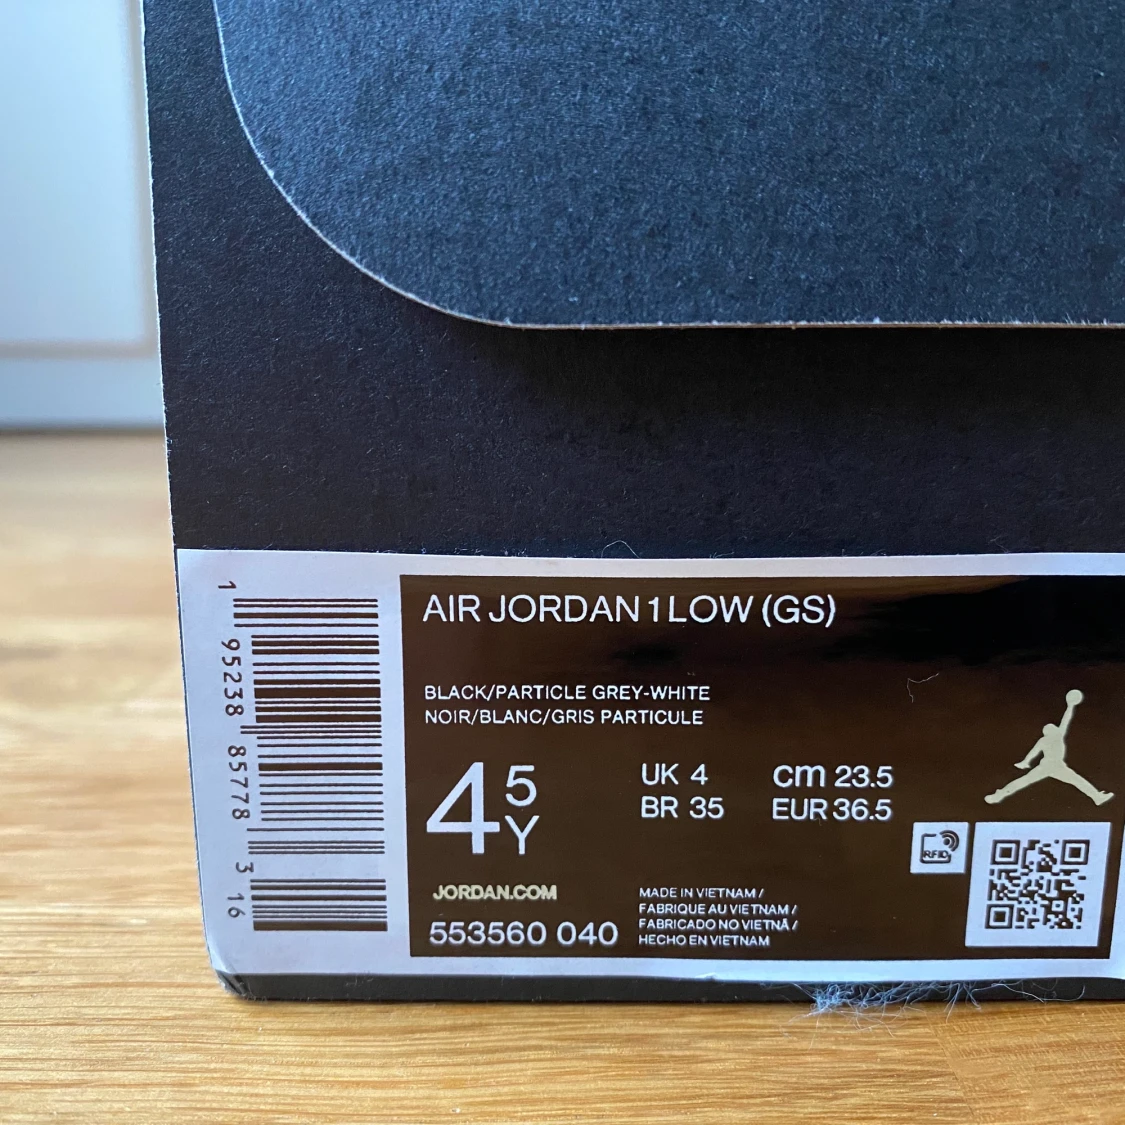 1 95238 85778 3 16
AIR JORDAN 1 LOW (GS)
BLACK/PARTICLE GREY-WHITE
NOIR/BLANC/GRIS PARTICULE
4 5 Y
UK 4
BR 35
cm 23.5
EUR 36.5
RFID
JORDAN.COM
553560 040
MADE IN VIETNAM /
FABRIQUE AU VIETNAM /
FABRICADO NO VIETNÃ /
HECHO EN VIETNAM